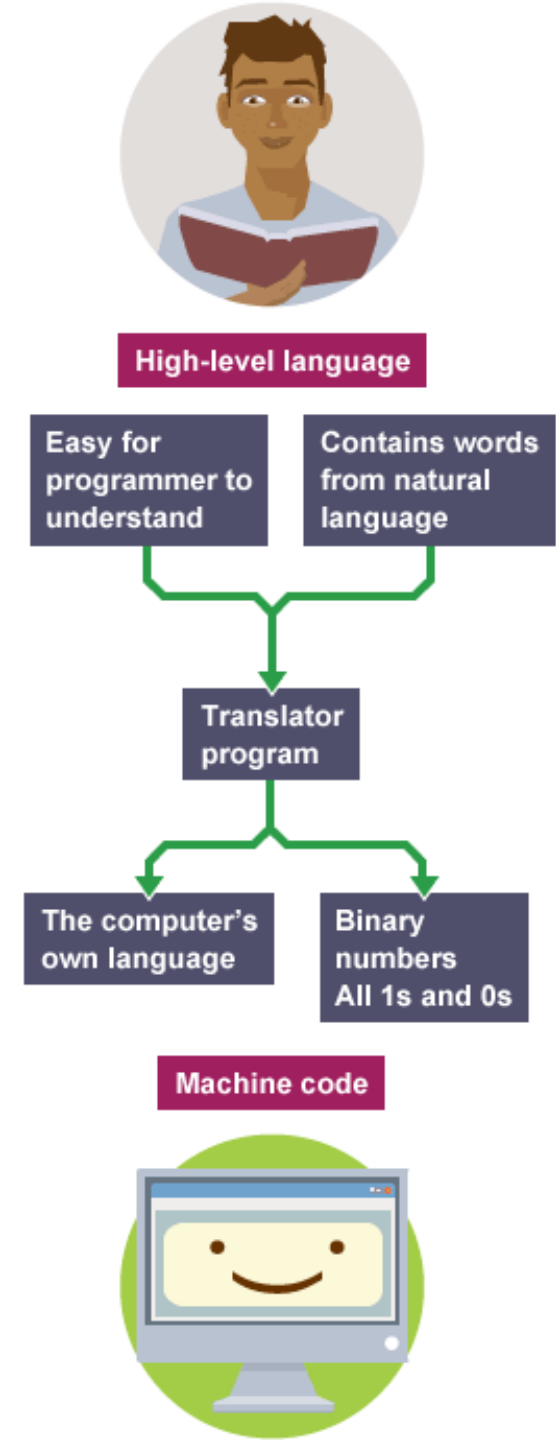 High-level language
Easy for
programmer to
understand
Contains words
from natural
language
Translator
program
The computer's
own language
Binary
numbers
All 1s and 0s
Machine code